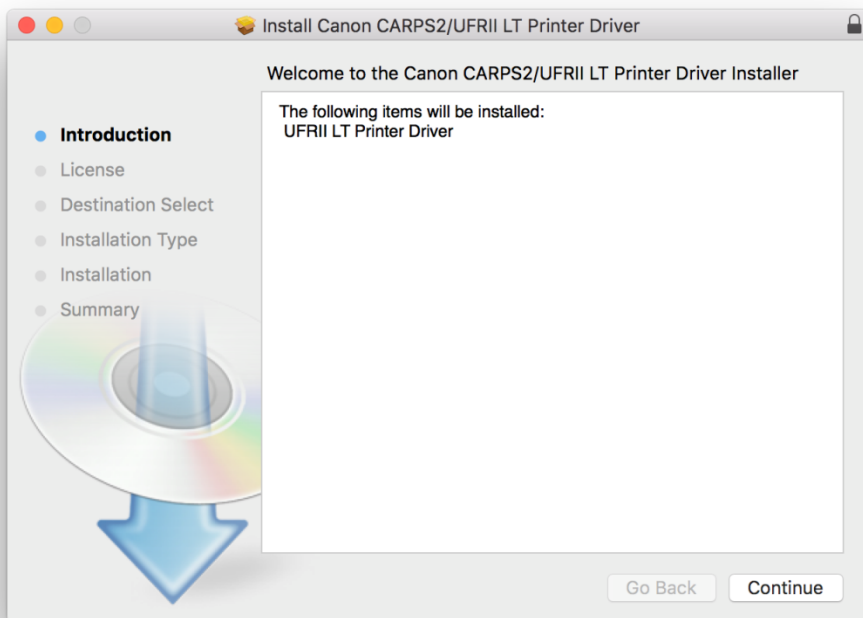 Install Canon CARPS2/UFRII LT Printer Driver
Welcome to the Canon CARPS2/UFRII LT Printer Driver Installer
Introduction
License
Destination Select
Installation Type
Installation
Summary
The following items will be installed:
UFRII LT Printer Driver
Go Back
Continue